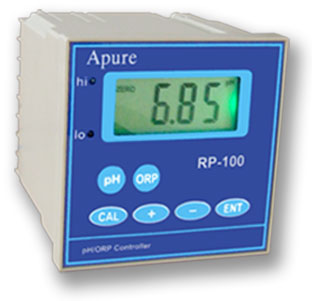 Apure
hi
ZERO pH
6.85
lo
RP-100
pH ORP
CAL + − ENT
pH/ORP Controller